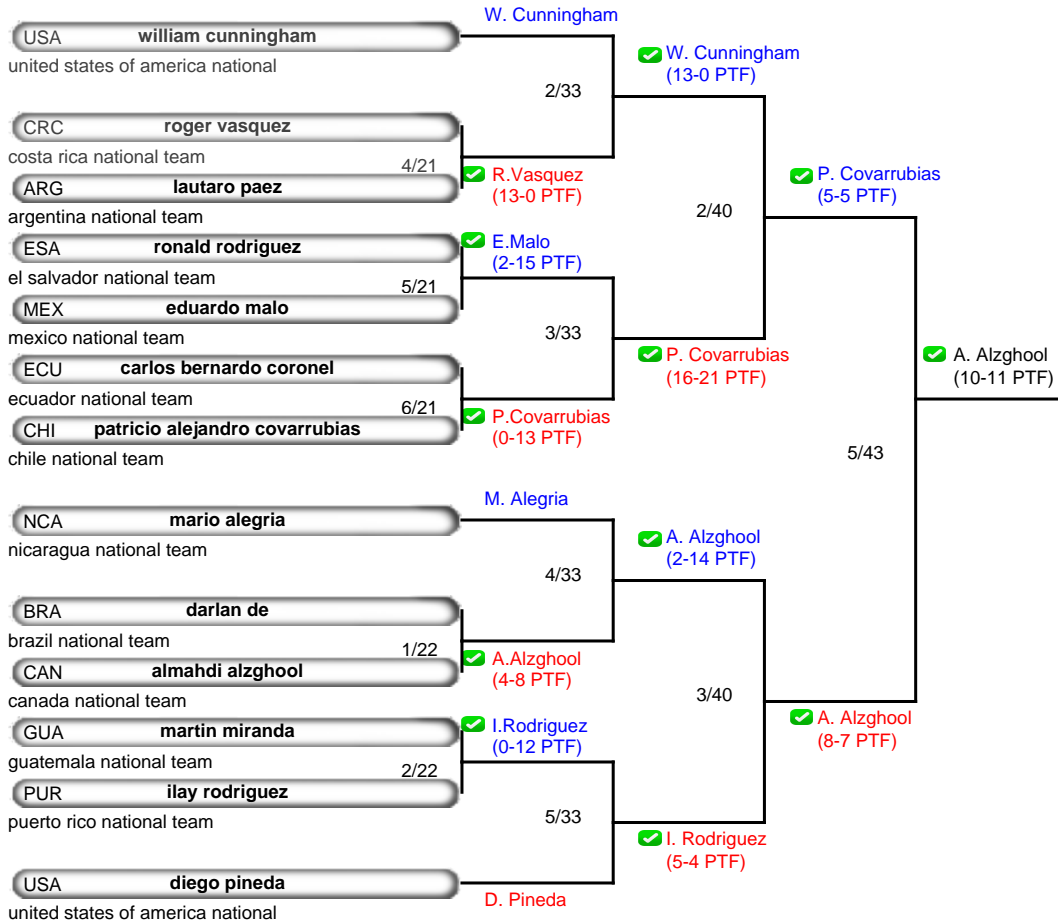 W. Cunningham
USA william cunningham
united states of america national
W. Cunningham
(13-0 PTF)
2/33
CRC roger vasquez
costa rica national team
4/21
R.Vasquez
(13-0 PTF)
ARG lautaro paez
argentina national team
P. Covarrubias
(5-5 PTF)
2/40
ESA ronald rodriguez
el salvador national team
E.Malo
(2-15 PTF)
5/21
MEX eduardo malo
mexico national team
3/33
P. Covarrubias
(16-21 PTF)
ECU carlos bernardo coronel
ecuador national team
6/21
P.Covarrubias
(0-13 PTF)
CHI patricio alejandro covarrubias
chile national team
A. Alzghool
(10-11 PTF)
5/43
M. Alegria
NCA mario alegria
nicaragua national team
A. Alzghool
(2-14 PTF)
4/33
BRA darlan de
brazil national team
1/22
A.Alzghool
(4-8 PTF)
CAN almahdi alzghool
canada national team
3/40
A. Alzghool
(8-7 PTF)
GUA martin miranda
guatemala national team
I.Rodriguez
(0-12 PTF)
2/22
PUR ilay rodriguez
puerto rico national team
5/33
I. Rodriguez
(5-4 PTF)
USA diego pineda
united states of america national
D. Pineda